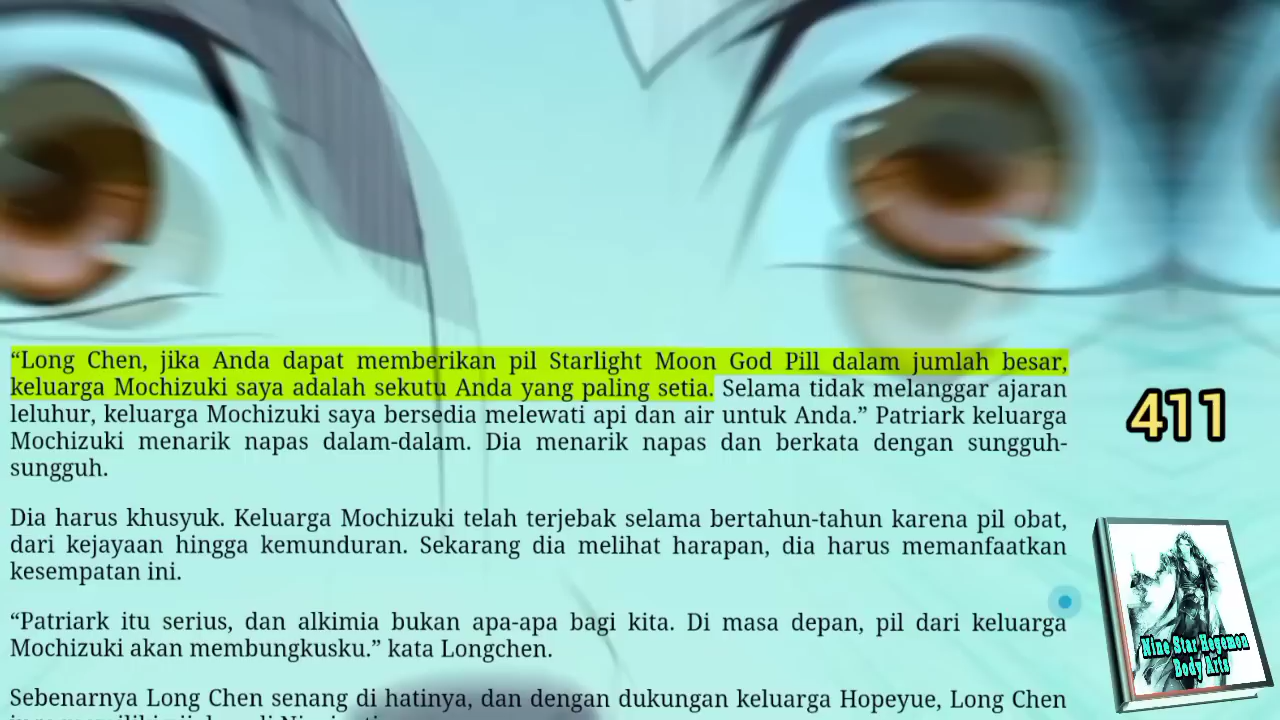 “Long Chen, jika Anda dapat memberikan pil Starlight Moon God Pill dalam jumlah besar,
keluarga Mochizuki saya adalah sekutu Anda yang paling setia. Selama tidak melanggar ajaran
leluhur, keluarga Mochizuki saya bersedia melewati api dan air untuk Anda.” Patriark keluarga
Mochizuki menarik napas dalam-dalam. Dia menarik napas dan berkata dengan sungguh-
sungguh.
Dia harus khusyuk. Keluarga Mochizuki telah terjebak selama bertahun-tahun karena pil obat,
dari kejayaan hingga kemunduran. Sekarang dia melihat harapan, dia harus memanfaatkan
kesempatan ini.
“Patriark itu serius, dan alkimia bukan apa-apa bagi kita. Di masa depan, pil dari keluarga
Mochizuki akan membungkusku.” kata Longchen.
Sebenarnya Long Chen senang di hatinya, dan dengan dukungan keluarga Hopeyue, Long Chen
411
Nine Star Hegemon
Body Arts